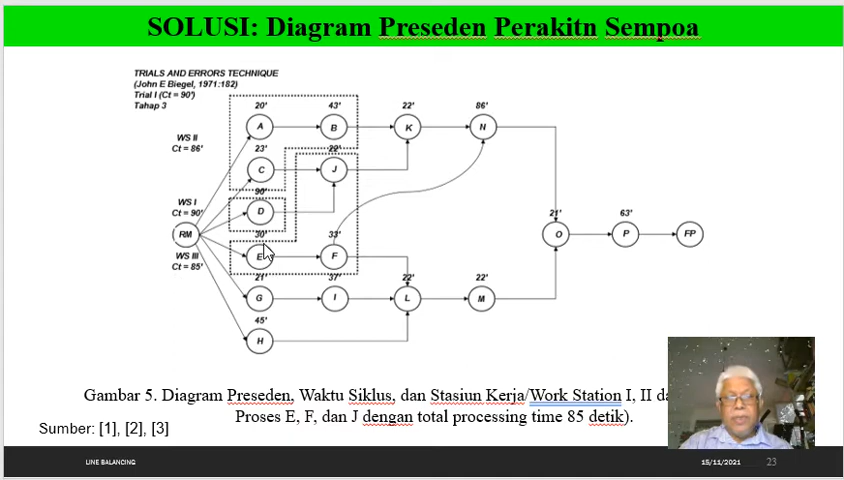 SOLUSI: Diagram Preseden Perakitn Sempoa
TRIALS AND ERRORS TECHNIQUE
(John E Biegel, 1971:182)
Trial I (Ct = 90')
Tahap 3
20' 43' 22' 86'
A B K N
WS II
Ct = 86'
23' 22'
C J
90'
D
WS I
Ct = 90'
RM
30' 33'
E F
21' 63'
O P FP
WS III
Ct = 85'
21' 37' 22' 22'
G I L M
45'
H
Gambar 5. Diagram Preseden, Waktu Siklus, dan Stasiun Kerja/Work Station I, II da
Proses E, F, dan J dengan total processing time 85 detik).
Sumber: [1], [2], [3]
LINE BALANCING 15/11/2021 23